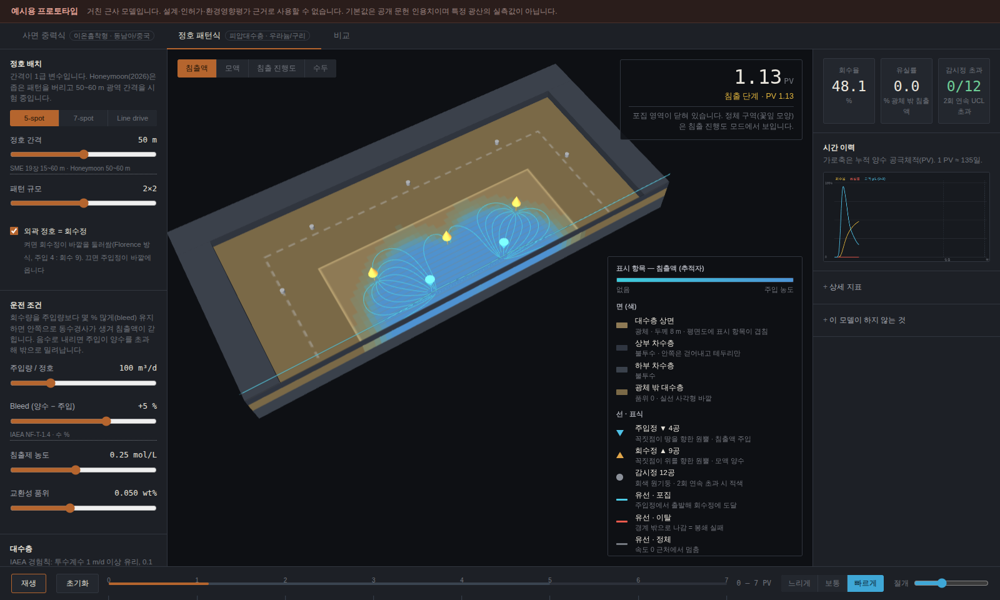 예시용 프로토타입 거친 근사 모델입니다. 설계·인허가·환경영향평가 근거로 사용할 수 없습니다. 기본값은 공개 문헌 인용치이며 특정 광산의 실측값이 아닙니다.
사면 중력식 이온흡착형 · 동남아/중국 정호 패턴식 피압대수층 · 우라늄/구리 비교
정호 배치
간격이 1급 변수입니다. Honeymoon(2026)은
좁은 패턴을 버리고 50~60 m 광역 간격을 시
험 중입니다.
5-spot 7-spot Line drive
정호 간격 50 m
SME 19장 15~60 m · Honeymoon 50~60 m
패턴 규모 2×2
외곽 정호 = 회수정
켜면 회수정이 바깥을 둘러쌈(Florence 방
식, 주입 4 : 회수 9). 끄면 주입정이 바깥에
옵니다
운전 조건
회수량을 주입량보다 몇 % 많게(bleed) 유지
하면 안쪽으로 동수경사가 생겨 침출액이 갇
힙니다. 음수로 내리면 주입이 양수를 초과
해 밖으로 밀려납니다.
주입량 / 정호 100 m³/d
Bleed (양수 − 주입) +5 %
IAEA NF-T-1.4 · 수 %
침출제 농도 0.25 mol/L
교환성 품위 0.050 wt%
대수층
IAEA 경험칙: 투수계수 1 m/d 이상 유리, 0.1
침출액 모액 침출 진행도 수두
1.13 PV
침출 단계 · PV 1.13
포집 영역이 닫혀 있습니다. 정체 구역(꽃잎 모양)
은 침출 진행도 모드에서 보입니다.
표시 항목 — 침출액 (추적자)
없음 주입 농도
면 (색)
대수층 상면
광체 · 두께 8 m · 평면도에 표시 항목이 겹침
상부 차수층
불투수 · 안쪽은 걷어내고 테두리만
하부 차수층
불투수
광체 밖 대수층
품위 0 · 실선 사각형 바깥
선 · 표식
주입정 ▼ 4공
꼭짓점이 땅을 향한 원뿔 · 침출액 주입
회수정 ▲ 9공
꼭짓점이 위를 향한 원뿔 · 모액 양수
감시정 12공
회색 원기둥 · 2회 연속 초과 시 적색
유선 · 포집
주입정에서 출발해 회수정에 도달
유선 · 이탈
경계 밖으로 나감 = 봉쇄 실패
유선 · 정체
속도 0 근처에서 멈춤
회수율 유실률 감시정 초과
48.1 0.0 0/12
% % 광체 밖 침출액 2회 연속 UCL 초과
시간 이력
가로축은 누적 양수 공극체적(PV). 1 PV ≈ 135일.
회수율 유실률
100%
0
+ 상세 지표
+ 이 모델이 하지 않는 것
재생 초기화 0 1 2 3 4 5 6 7 0 — 7 PV 느리게 보통 빠르게 절개